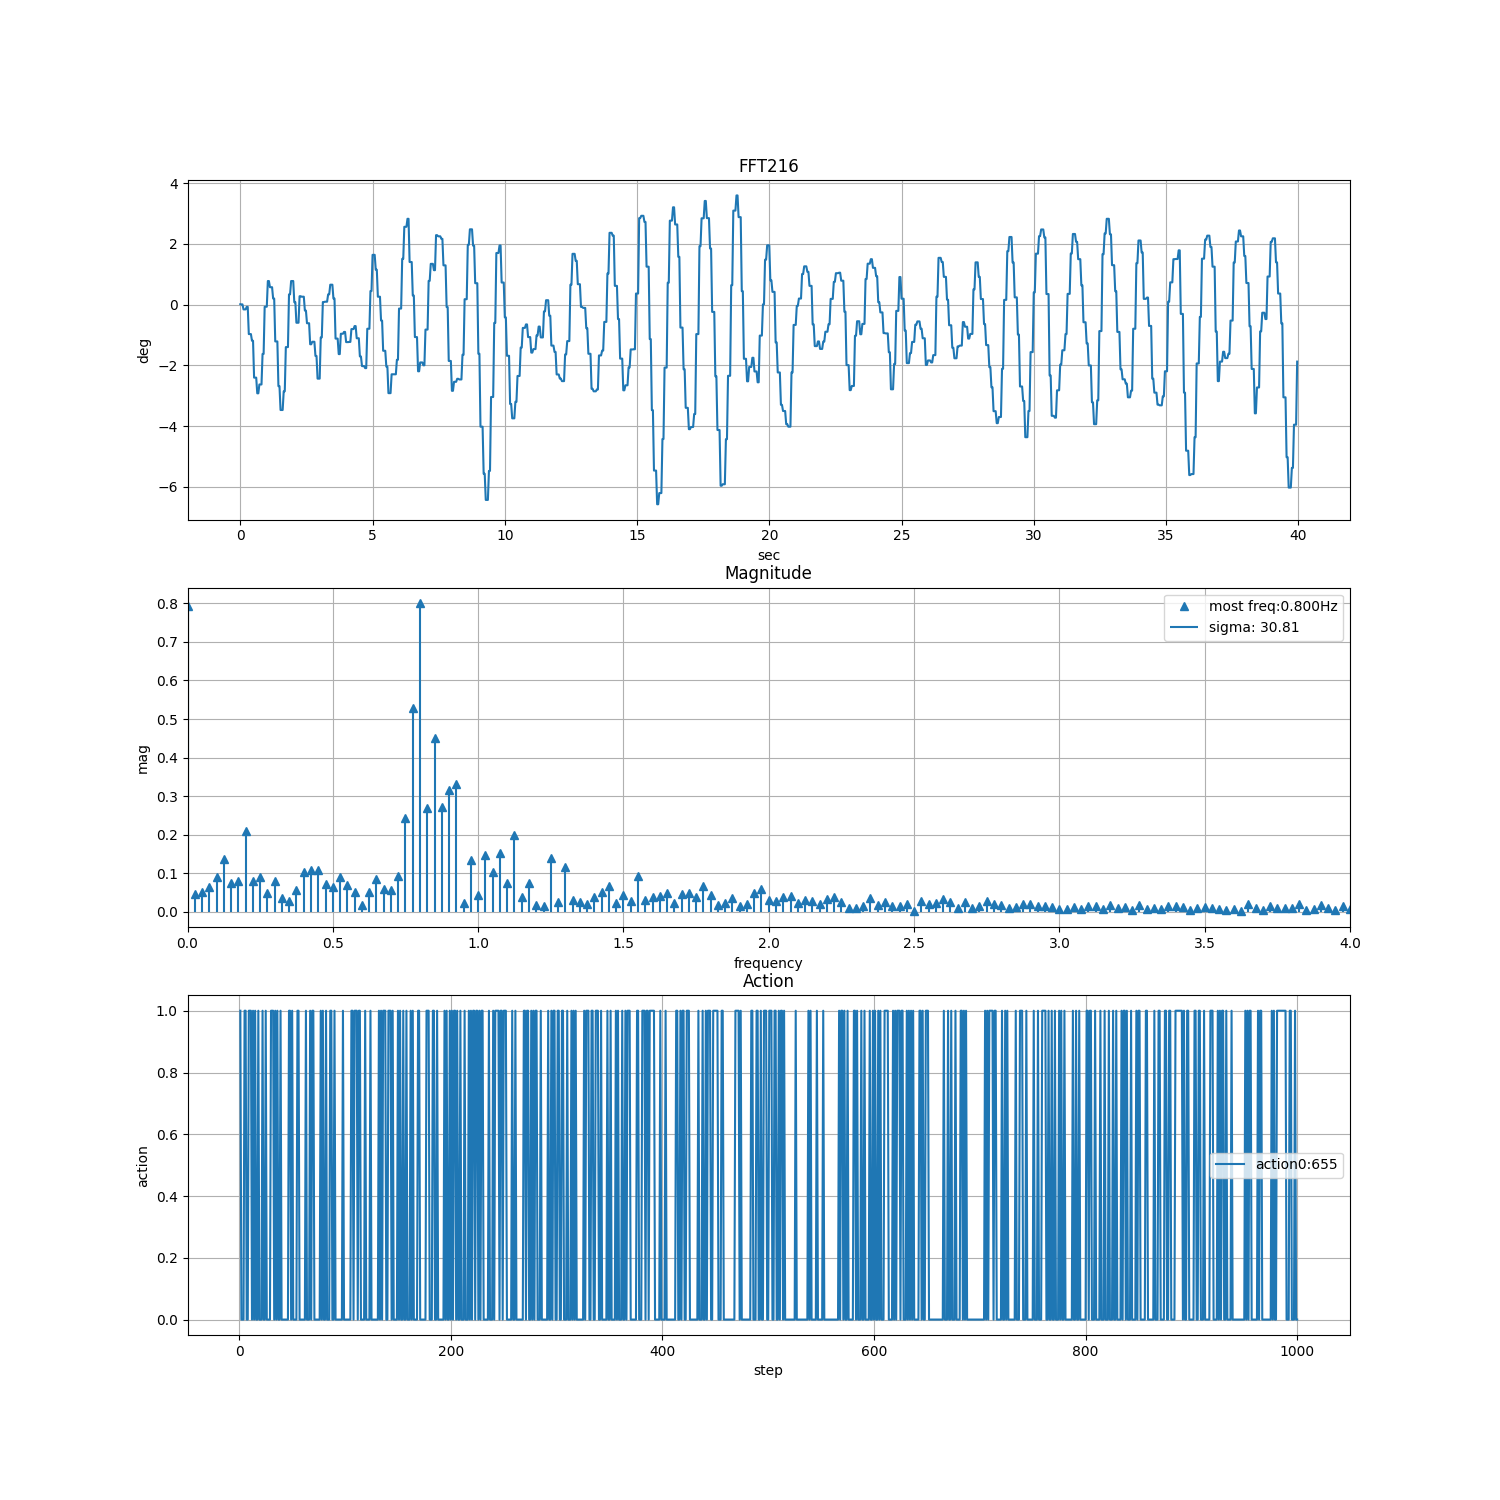 FFT216
4
2
0
−2
−4
−6
deg
0 5 10 15 20 25 30 35 40
sec
Magnitude
0.8
0.7
0.6
0.5
0.4
0.3
0.2
0.1
0.0
mag
most freq:0.800Hz
sigma: 30.81
0.0 0.5 1.0 1.5 2.0 2.5 3.0 3.5 4.0
frequency
Action
1.0
0.8
0.6
0.4
0.2
0.0
action
action0:655
0 200 400 600 800 1000
step